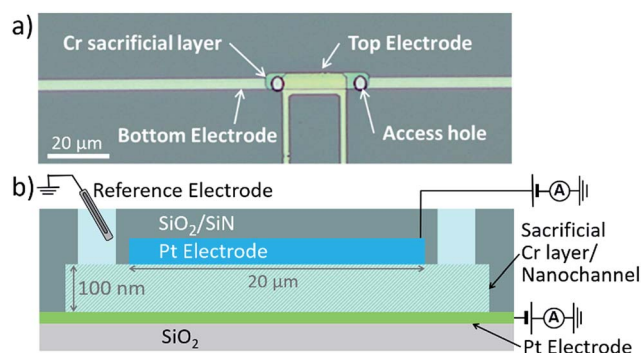 a)
Cr sacrificial layer
Top Electrode
Bottom Electrode
Access hole
20 μm
b)
Reference Electrode
A
SiO2/SiN
Pt Electrode
20 μm
100 nm
Sacrificial
Cr layer/
Nanochannel
A
SiO2
Pt Electrode